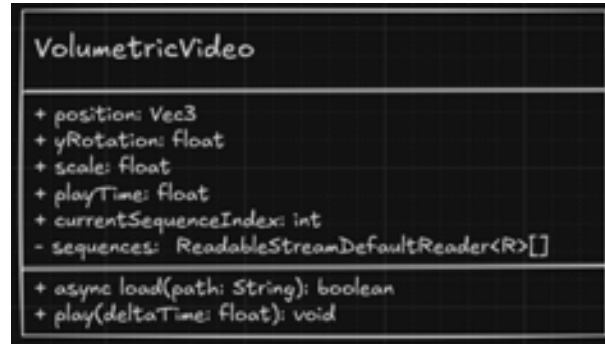 VolumetricVideo
+ position: Vec3
+ yRotation: float
+ scale: float
+ playTime: float
+ currentSequenceIndex: int
- sequences: ReadableStreamDefaultReader<R>[]
+ async load(path: String): boolean
+ play(deltaTime: float): void